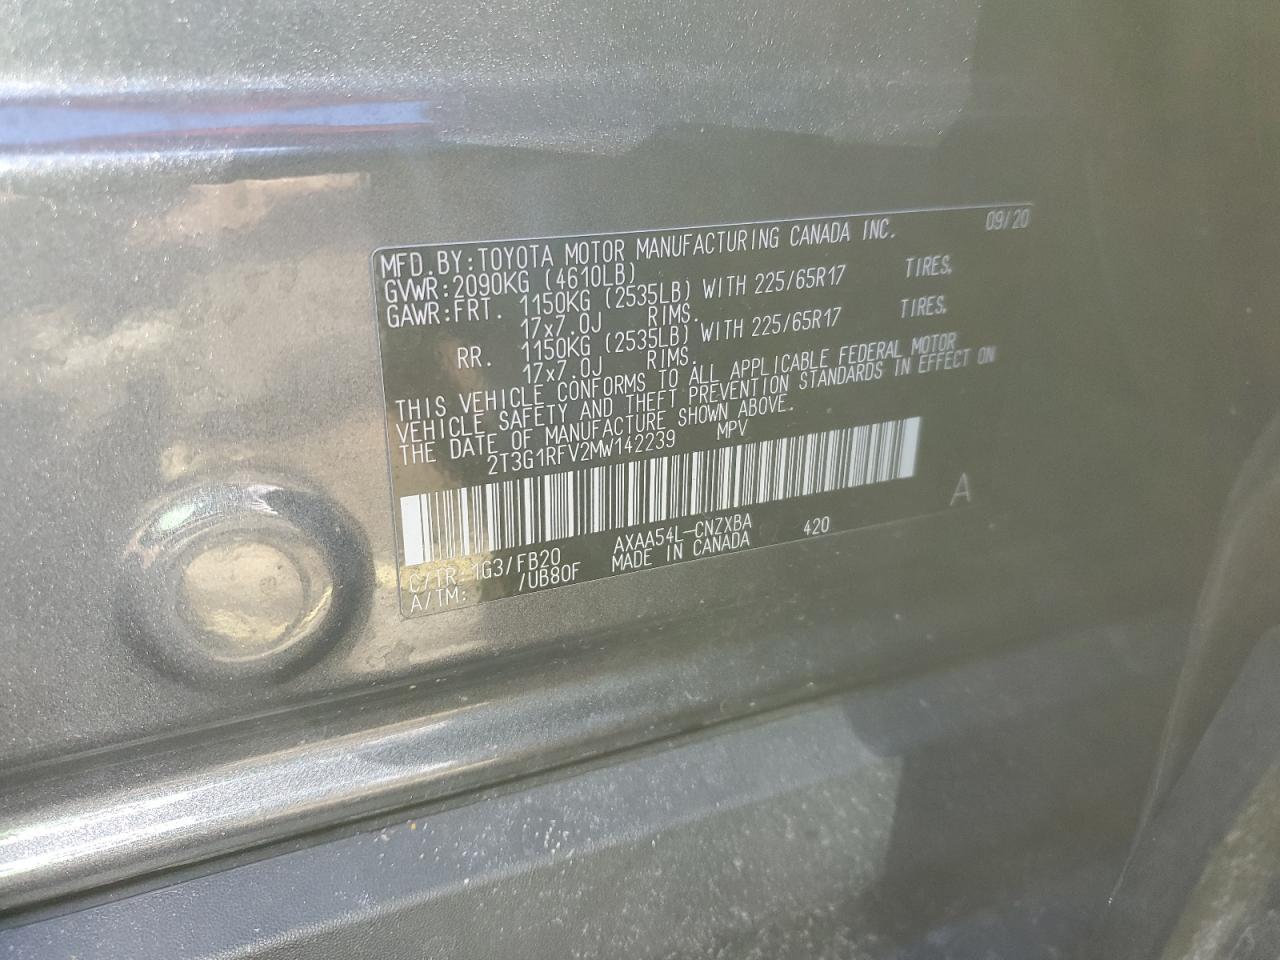 MFD.BY:TOYOTA MOTOR MANUFACTURING CANADA INC. 09/20
GVWR:2090KG (4610LB)
GAWR:FRT. 1150KG (2535LB) WITH 225/65R17 TIRES,
17x7.0J RIMS.
RR. 1150KG (2535LB) WITH 225/65R17 TIRES,
17x7.0J RIMS.
THIS VEHICLE CONFORMS TO ALL APPLICABLE FEDERAL MOTOR
VEHICLE SAFETY AND THEFT PREVENTION STANDARDS IN EFFECT ON
THE DATE OF MANUFACTURE SHOWN ABOVE.
2T3G1RFV2MW142239 MPV
A
C/TR: 1G3/FB20 AXAA54L-CNZXBA 420
A/TM: /UB80F MADE IN CANADA